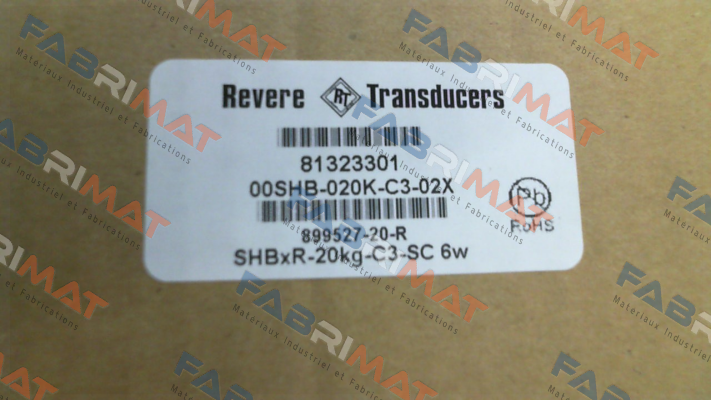 Revere RT Transducers
81323301
00SHB-020K-C3-02X
Pb
RoHS
899527-20-R
SHBxR-20kg-C3-SC 6w
FABRIMAT
Materiaux Industriel et Fabrications